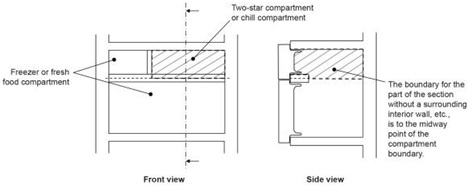 Two-star compartment
or chill compartment
Freezer or fresh
food compartment
The boundary for the
part of the section
without a surrounding
interior wall, etc.,
is to the midway
point of the
compartment
boundary.
Front view
Side view